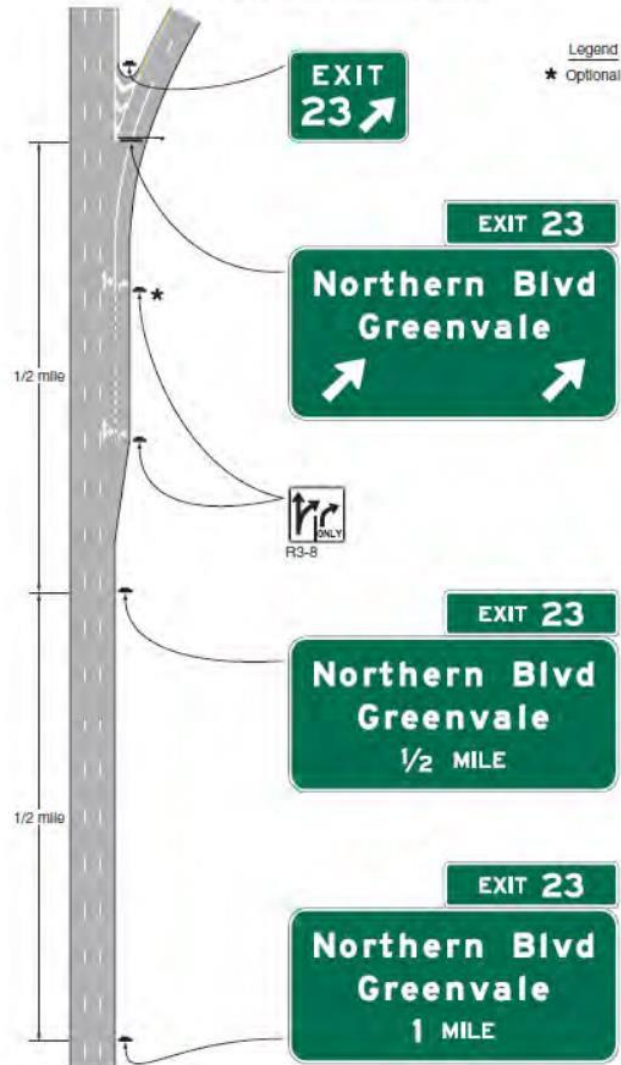 EXIT
23
Legend
* Optional
EXIT 23
Northern Blvd
Greenvale
1/2 mile
ONLY
R3-8
EXIT 23
Northern Blvd
Greenvale
1/2 MILE
1/2 mile
EXIT 23
Northern Blvd
Greenvale
1 MILE